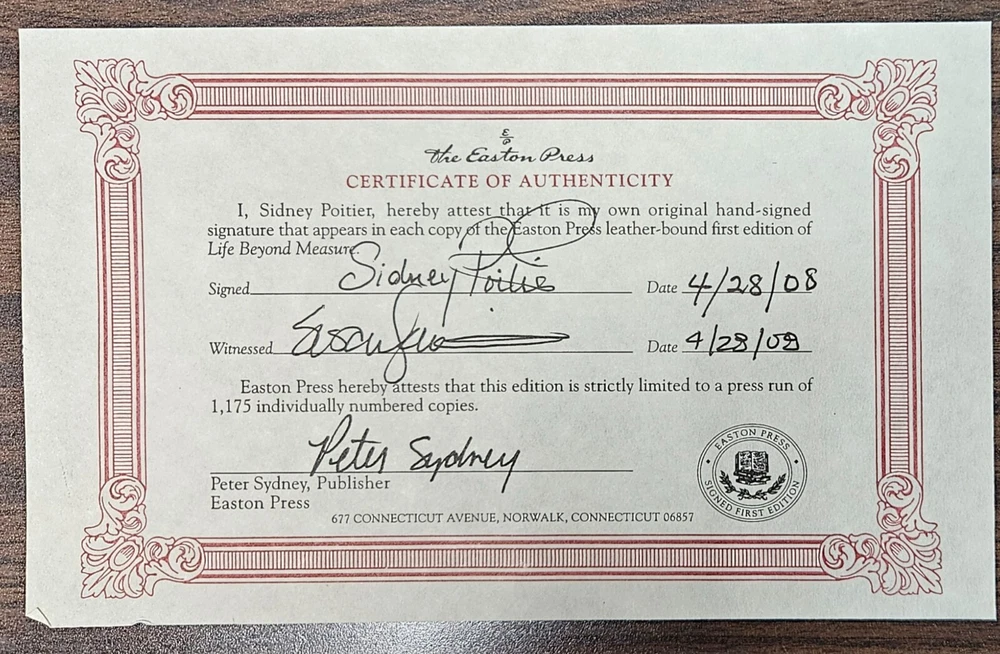 E
P
The Easton Press
CERTIFICATE OF AUTHENTICITY
I, Sidney Poitier, hereby attest that it is my own original hand-signed
signature that appears in each copy of the Easton Press leather-bound first edition of
Life Beyond Measure.
Signed Sidney Poitier Date 4/28/08
Witnessed Susan Date 4/28/08
Easton Press hereby attests that this edition is strictly limited to a press run of
1,175 individually numbered copies.
Peter Sydney
Peter Sydney, Publisher
Easton Press
EASTON PRESS
SIGNED FIRST EDITION
677 CONNECTICUT AVENUE, NORWALK, CONNECTICUT 06857